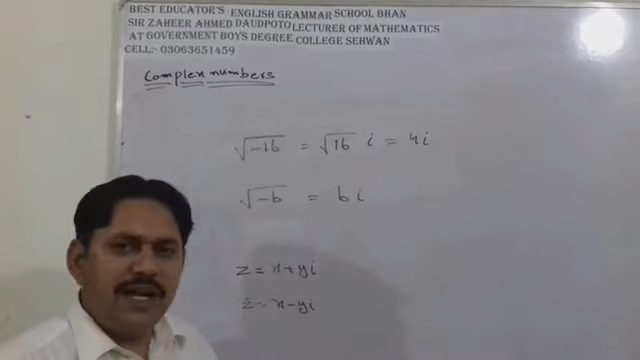 BEST EDUCATOR'S ENGLISH GRAMMAR SCHOOL BHAN
SIR ZAHEER AHMED DAUDPOTO LECTURER OF MATHEMATICS
AT GOVERNMENT BOYS DEGREE COLLEGE SEHWAN
CELL:- 03063651459
Complex numbers
√-16 = √16 i = 4i
√-b = bi
z = x+yi
z̄ = x-yi